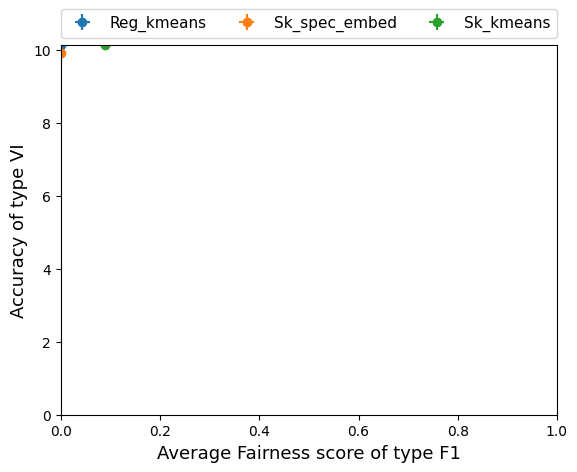 Reg_kmeans Sk_spec_embed Sk_kmeans
10
8
6
4
2
0
Accuracy of type VI
0.0 0.2 0.4 0.6 0.8 1.0
Average Fairness score of type F1